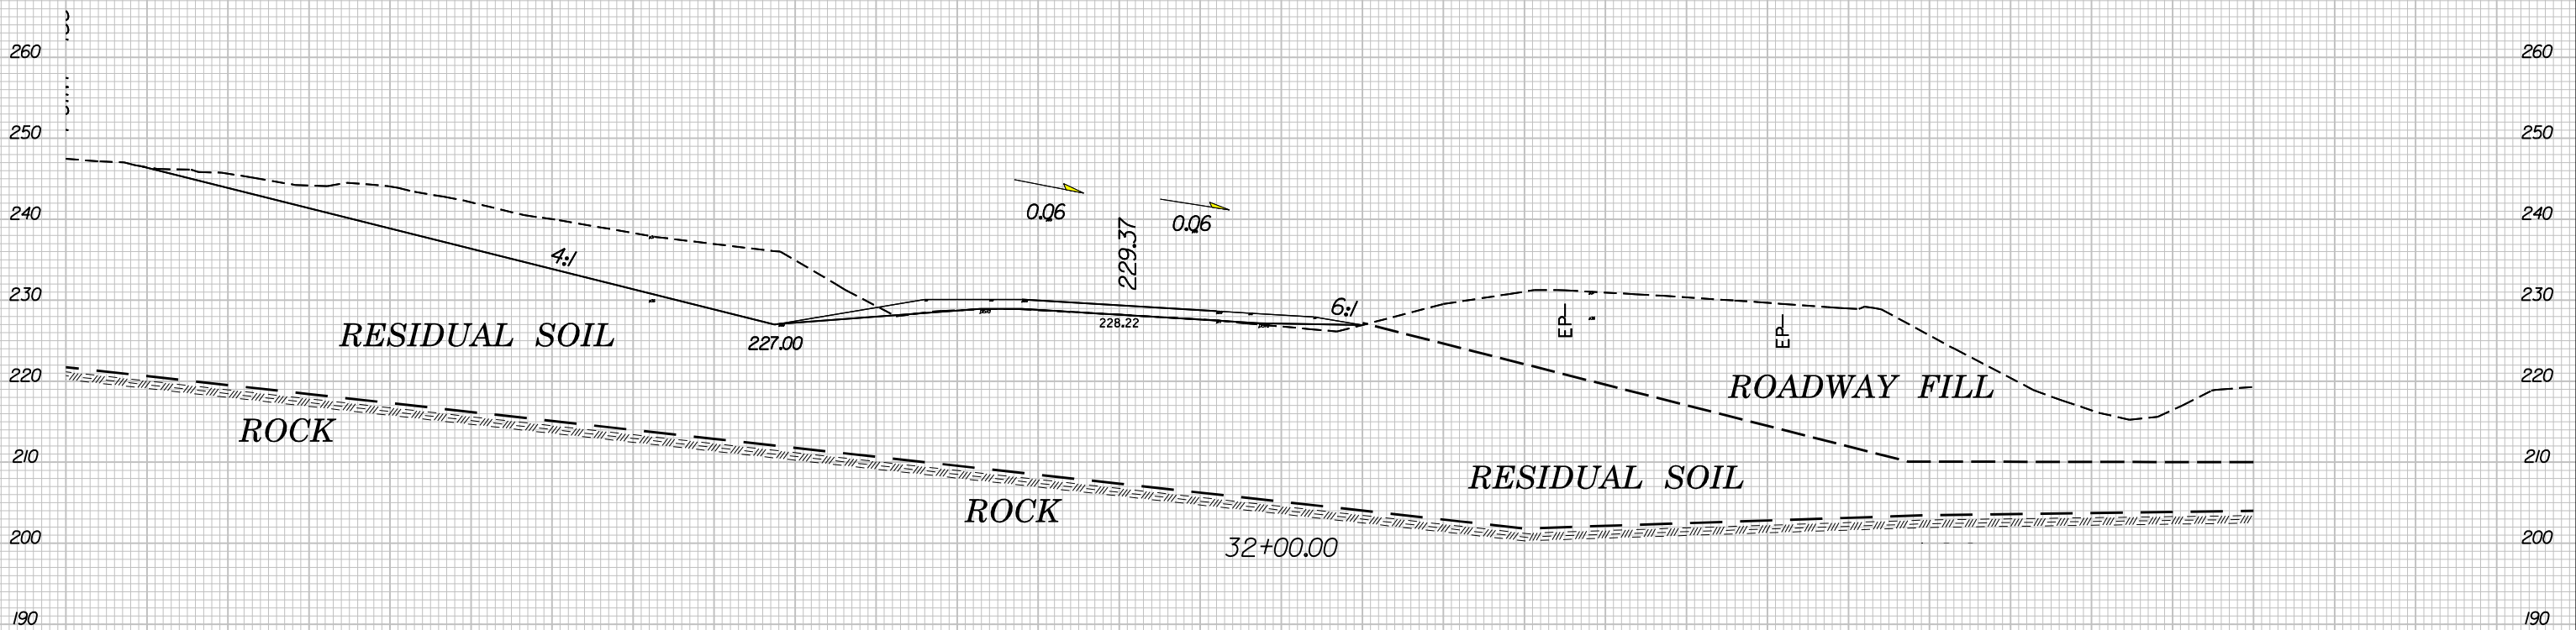 260 260
250 250
240 0.06 0.06 240
229.37
4:1
230 6:1 230
EP EP
RESIDUAL SOIL 227.00 228.22
220 ROADWAY FILL 220
ROCK
210 210
RESIDUAL SOIL
ROCK
200 32+00.00 200
190 190